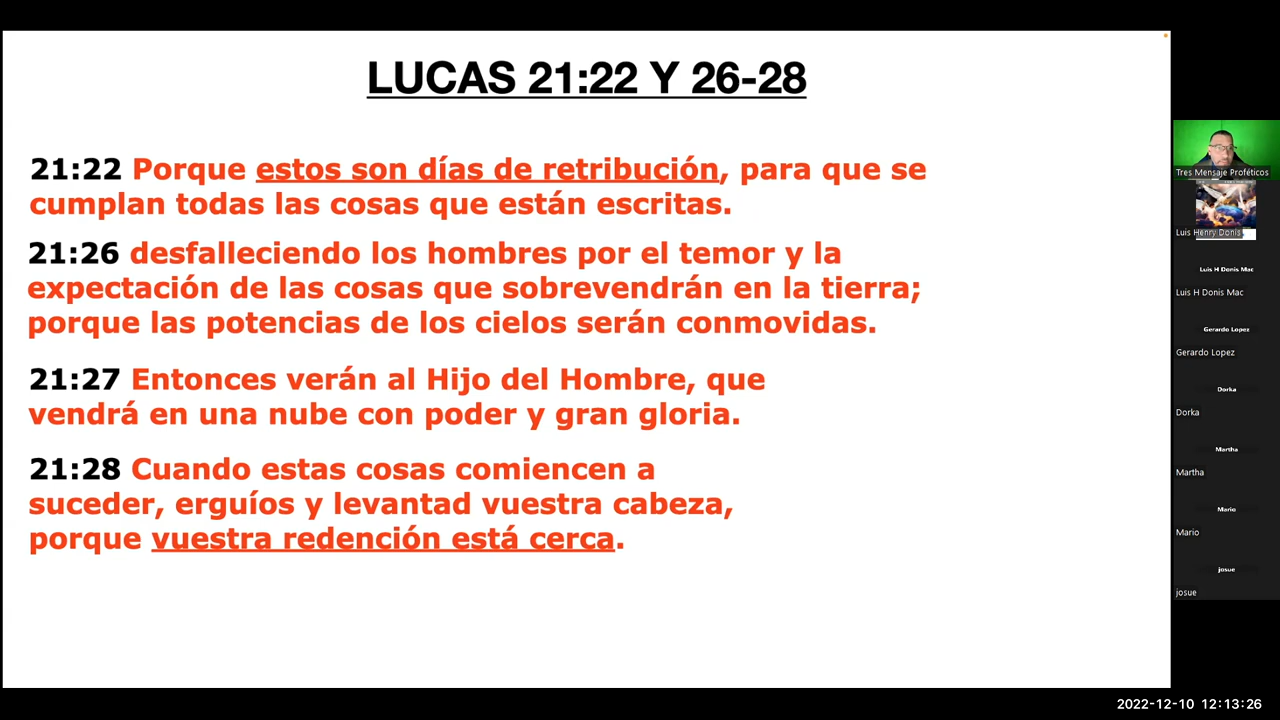 LUCAS 21:22 Y 26-28
21:22 Porque estos son días de retribución, para que se
cumplan todas las cosas que están escritas.
21:26 desfalleciendo los hombres por el temor y la
expectación de las cosas que sobrevendrán en la tierra;
porque las potencias de los cielos serán conmovidas.
21:27 Entonces verán al Hijo del Hombre, que
vendrá en una nube con poder y gran gloria.
21:28 Cuando estas cosas comiencen a
suceder, erguíos y levantad vuestra cabeza,
porque vuestra redención está cerca.
Tres Mensaje Proféticos
Luis Henry Donis
Luis H Donis Mac
Luis H Donis Mac
Gerardo Lopez
Gerardo Lopez
Dorka
Dorka
Martha
Martha
Mario
Mario
josue
josue
2022-12-10 12:13:26